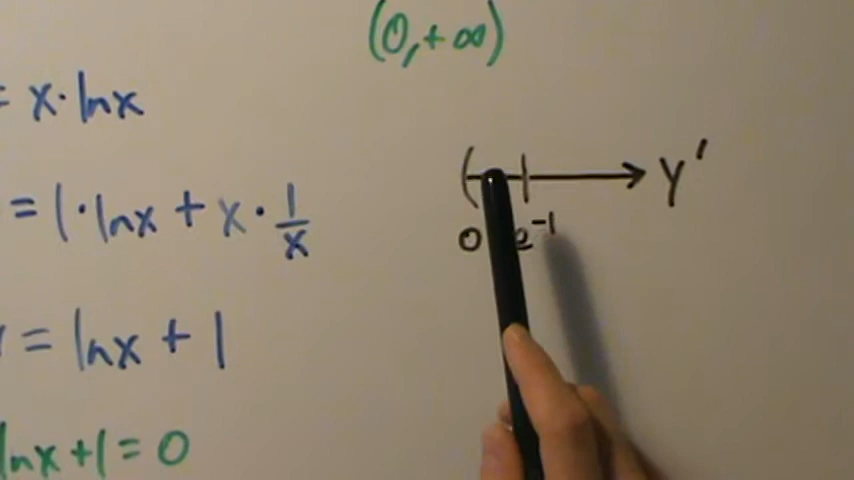 (0, +∞)
= x·lnx
= 1·lnx + x·1/x
= lnx + 1
lnx+1=0
y'
0 e⁻¹